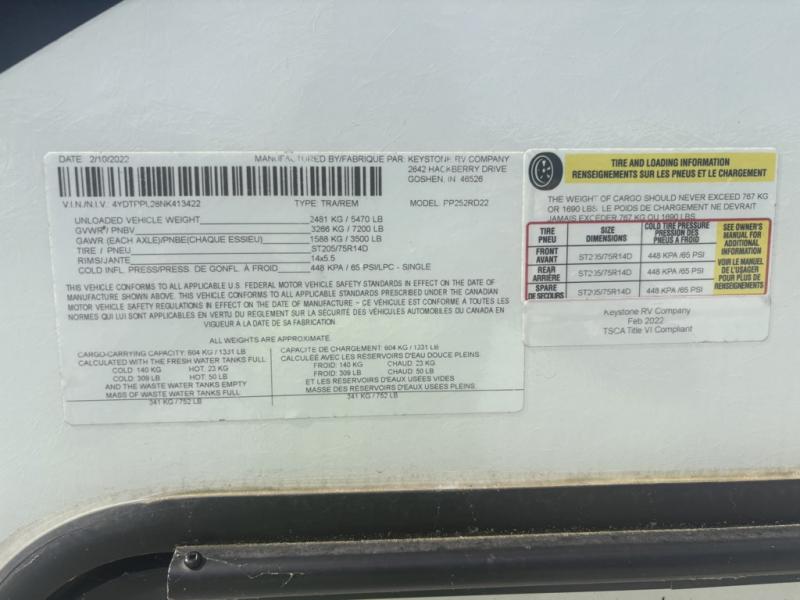 DATE 2/10/2022 MANUFACTURED BY/FABRIQUE PAR: KEYSTONE RV COMPANY
2642 HACKBERRY DRIVE
GOSHEN, IN 46526
V.I.N./N.I.V.: 4YDTPPL28NK413422 TYPE: TRA/REM MODEL: PP252RD22
UNLOADED VEHICLE WEIGHT: 2481 KG / 5470 LB
GVWR / PNBV 3266 KG / 7200 LB
GAWR (EACH AXLE)/PNBE(CHAQUE ESSIEU) 1588 KG / 3500 LB
TIRE / PNEU ST205/75R14D
RIMS/JANTE 14x5.5
COLD INFL. PRESS/PRESS. DE GONFL. À FROID: 448 KPA / 65 PSI/LPC - SINGLE
THIS VEHICLE CONFORMS TO ALL APPLICABLE U.S. FEDERAL MOTOR VEHICLE SAFETY STANDARDS IN EFFECT ON THE DATE OF
MANUFACTURE SHOWN ABOVE. THIS VEHICLE CONFORMS TO ALL APPLICABLE STANDARDS PRESCRIBED UNDER THE CANADIAN
MOTOR VEHICLE SAFETY REGULATIONS IN EFFECT ON THE DATE OF MANUFACTURE – CE VÉHICULE EST CONFORME À TOUTES LES
NORMES QUI LUI SONT APPLICABLES EN VERTU DU RÈGLEMENT SUR LA SÉCURITÉ DES VÉHICULES AUTOMOBILES DU CANADA EN
VIGUEUR A LA DATE DE SA FABRICATION.
ALL WEIGHTS ARE APPROXIMATE.
CARGO-CARRYING CAPACITY: 604 KG / 1331 LB
CALCULATED WITH THE FRESH WATER TANKS FULL
COLD: 140 KG HOT: 23 KG
COLD: 309 LB HOT: 50 LB
AND THE WASTE WATER TANKS EMPTY
MASS OF WASTE WATER TANKS FULL
341 KG / 752 LB
CAPACITE DE CHARGEMENT: 604 KG / 1331 LB
CALCULÉE AVEC LES RÉSERVOIRS D'EAU DOUCE PLEINS
FROID: 140 KG CHAUD: 23 KG
FROID: 309 LB CHAUD: 50 LB
ET LES RÉSERVOIRS D'EAUX USÉES VIDES
MASSE DES RÉSERVOIRS D'EAUX USÉES PLEINS
341 KG / 752 LB
TIRE AND LOADING INFORMATION
RENSEIGNEMENTS SUR LES PNEUS ET LE CHARGEMENT
THE WEIGHT OF CARGO SHOULD NEVER EXCEED 767 KG
OR 1690 LBS. LE POIDS DE CHARGEMENT NE DEVRAIT
JAMAIS EXCEDER 767 KG OU 1690 LBS
TIRE PNEU
SIZE DIMENSIONS
COLD TIRE PRESSURE
PRESSION DES
PNEUS À FROID
FRONT AVANT ST205/75R14D 448 KPA /65 PSI
REAR ARRIÈRE ST205/75R14D 448 KPA /65 PSI
SPARE DE SECOURS ST205/75R14D 448 KPA /65 PSI
SEE OWNER'S
MANUAL FOR
ADDITIONAL
INFORMATION
VOIR LE MANUEL
DE L'USAGER
POUR PLUS DE
RENSEIGNEMENTS
Keystone RV Company
Feb 2022
TSCA Title VI Compliant